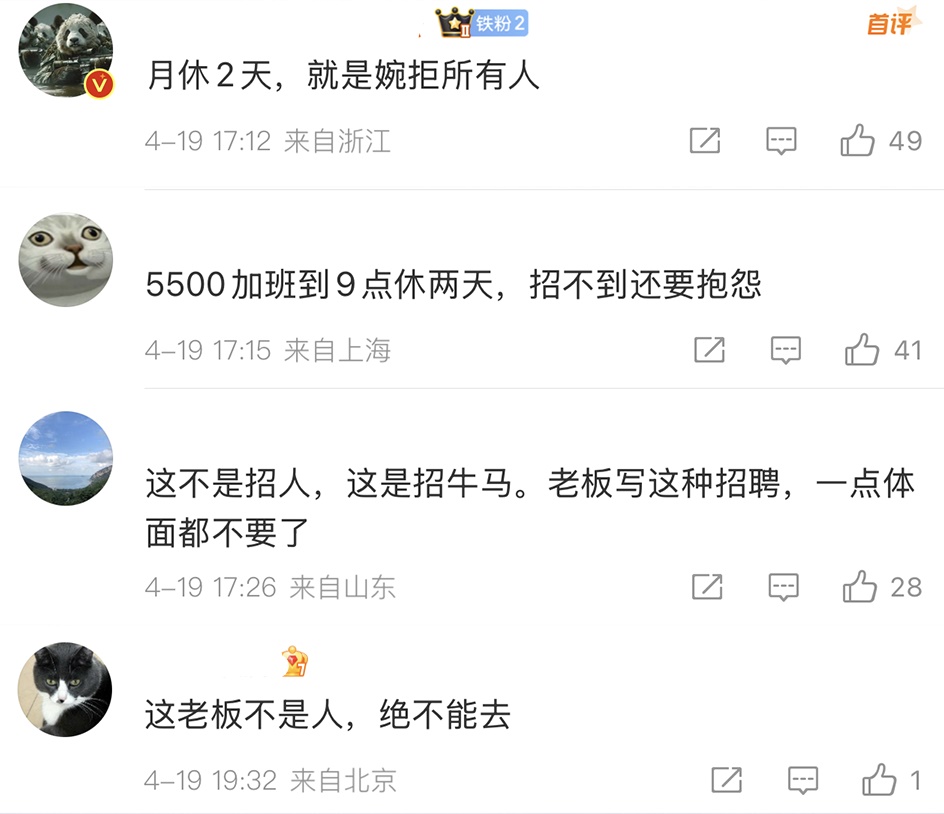 铁粉2
首评
月休2天，就是婉拒所有人
4-19 17:12 来自浙江
49
5500加班到9点休两天，招不到还要抱怨
4-19 17:15 来自上海
41
这不是招人，这是招牛马。老板写这种招聘，一点体
面都不要了
4-19 17:26 来自山东
28
这老板不是人，绝不能去
4-19 19:32 来自北京
1